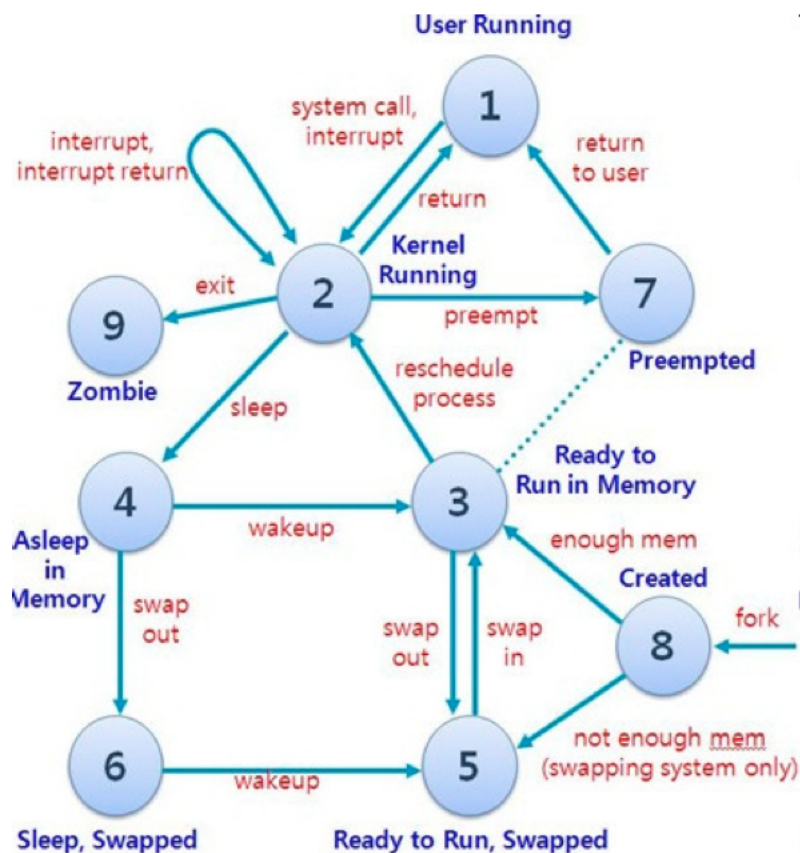 User Running
1
system call,
interrupt
interrupt,
interrupt return
return
to user
return
Kernel
Running
2
7
exit
9
preempt
Preempted
Zombie
reschedule
process
sleep
Ready to
Run in Memory
4
3
wakeup
enough mem
Asleep
in
Memory
Created
swap
out
swap
out
swap
in
fork
8
not enough mem
(swapping system only)
6
5
wakeup
Sleep, Swapped
Ready to Run, Swapped